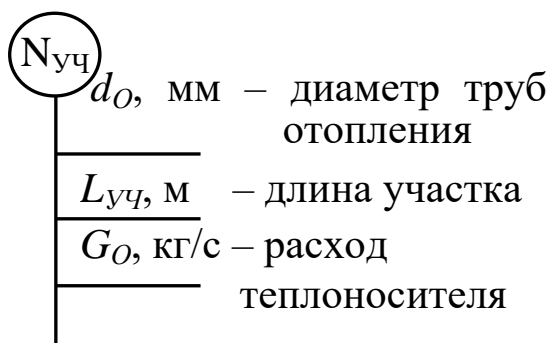 Nуч
dО, мм – диаметр труб
отопления
LУЧ, м – длина участка
GО, кг/с – расход
теплоносителя